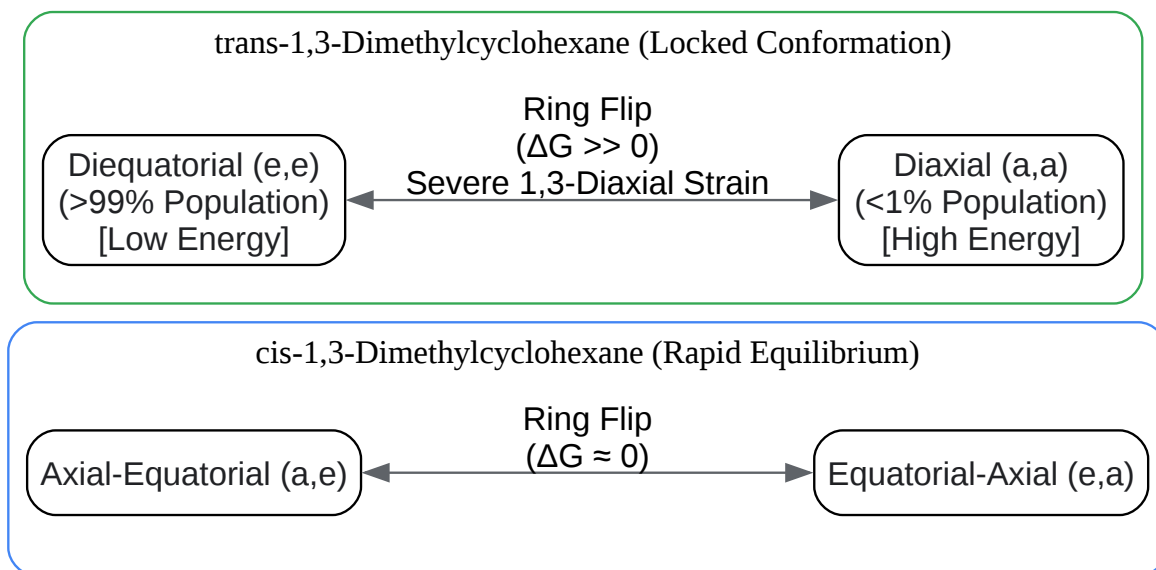 trans-1,3-Dimethylcyclohexane (Locked Conformation)
Ring Flip
(ΔG >> 0)
Severe 1,3-Diaxial Strain
Diequatorial (e,e)
(>99% Population)
[Low Energy]
Diaxial (a,a)
(<1% Population)
[High Energy]
cis-1,3-Dimethylcyclohexane (Rapid Equilibrium)
Ring Flip
(ΔG ≈ 0)
Axial-Equatorial (a,e)
Equatorial-Axial (e,a)